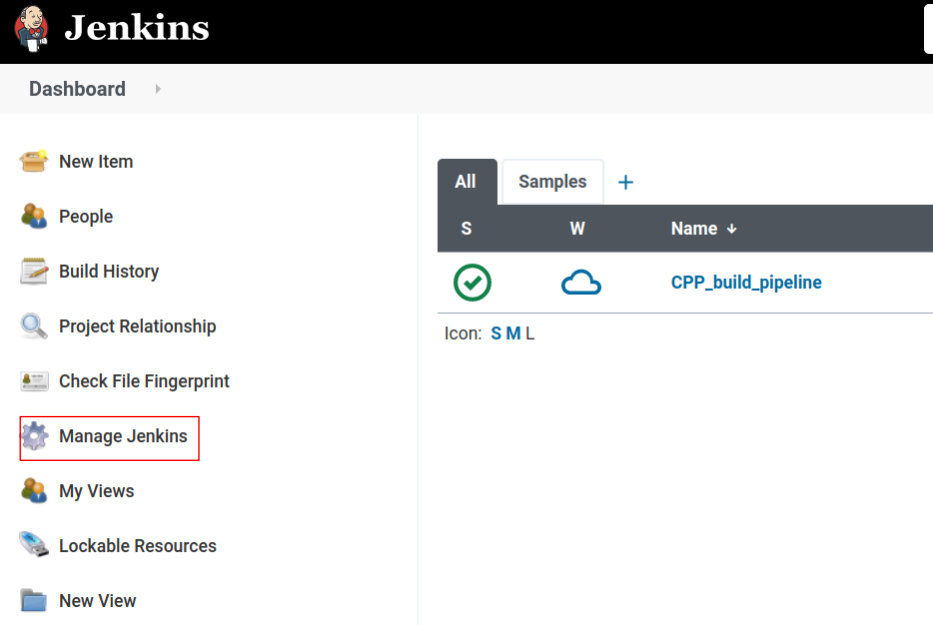 Jenkins
Dashboard
New Item
People
Build History
Project Relationship
Check File Fingerprint
Manage Jenkins
My Views
Lockable Resources
New View
All Samples +
S W Name ↓
CPP_build_pipeline
Icon: S M L